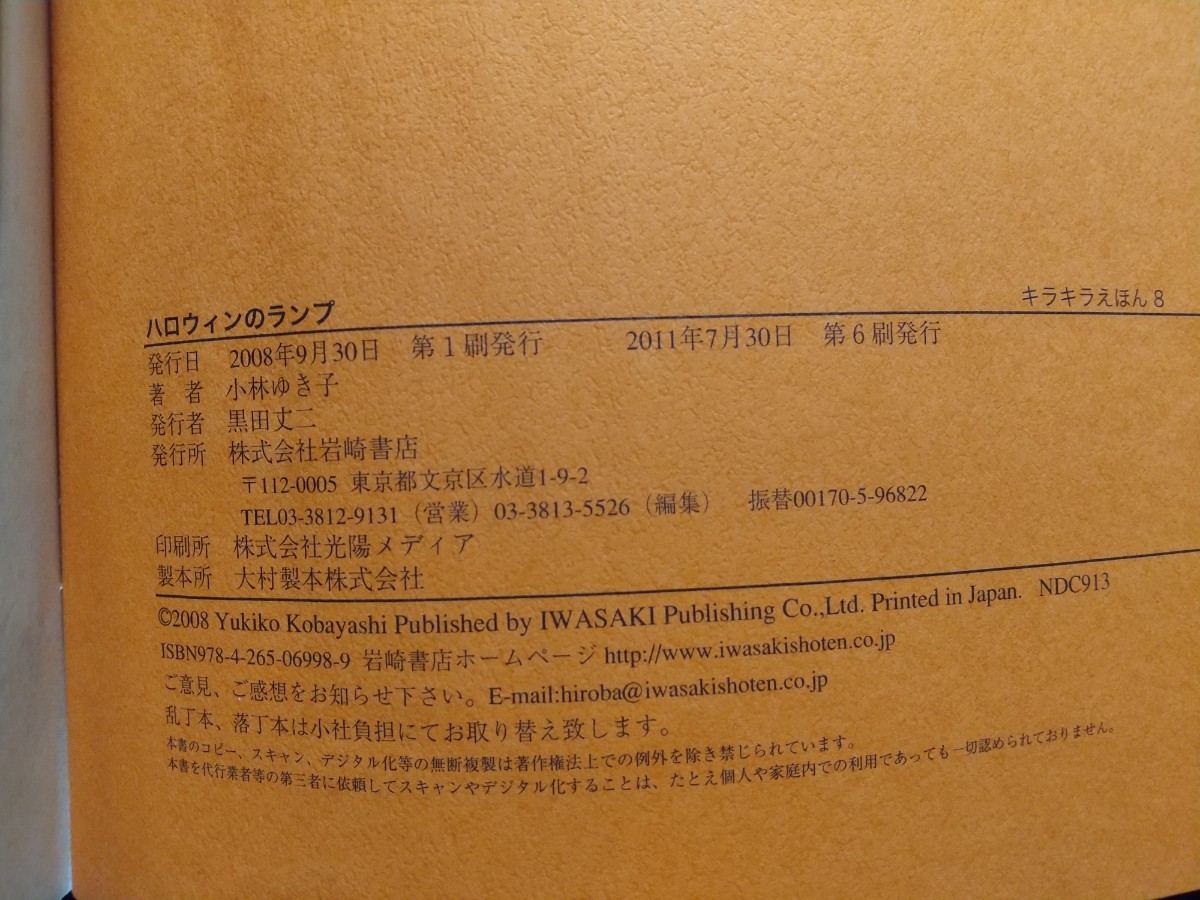 ハロウィンのランプ キラキラえほん 8
発行日 2008年9月30日 第1刷発行 2011年7月30日 第6刷発行
著 者 小林ゆき子
発行者 黒田丈二
発行所 株式会社岩崎書店
〒112-0005 東京都文京区水道1-9-2
TEL03-3812-9131（営業）03-3813-5526（編集） 振替00170-5-96822
印刷所 株式会社光陽メディア
製本所 大村製本株式会社
©2008 Yukiko Kobayashi Published by IWASAKI Publishing Co.,Ltd. Printed in Japan. NDC913
ISBN978-4-265-06998-9 岩崎書店ホームページ http://www.iwasakishoten.co.jp
ご意見、ご感想をお知らせ下さい。E-mail:hiroba@iwasakishoten.co.jp
乱丁本、落丁本は小社負担にてお取り替え致します。
本書のコピー、スキャン、デジタル化等の無断複製は著作権法上での例外を除き禁じられています。
本書を代行業者等の第三者に依頼してスキャンやデジタル化することは、たとえ個人や家庭内での利用であっても一切認められておりません。